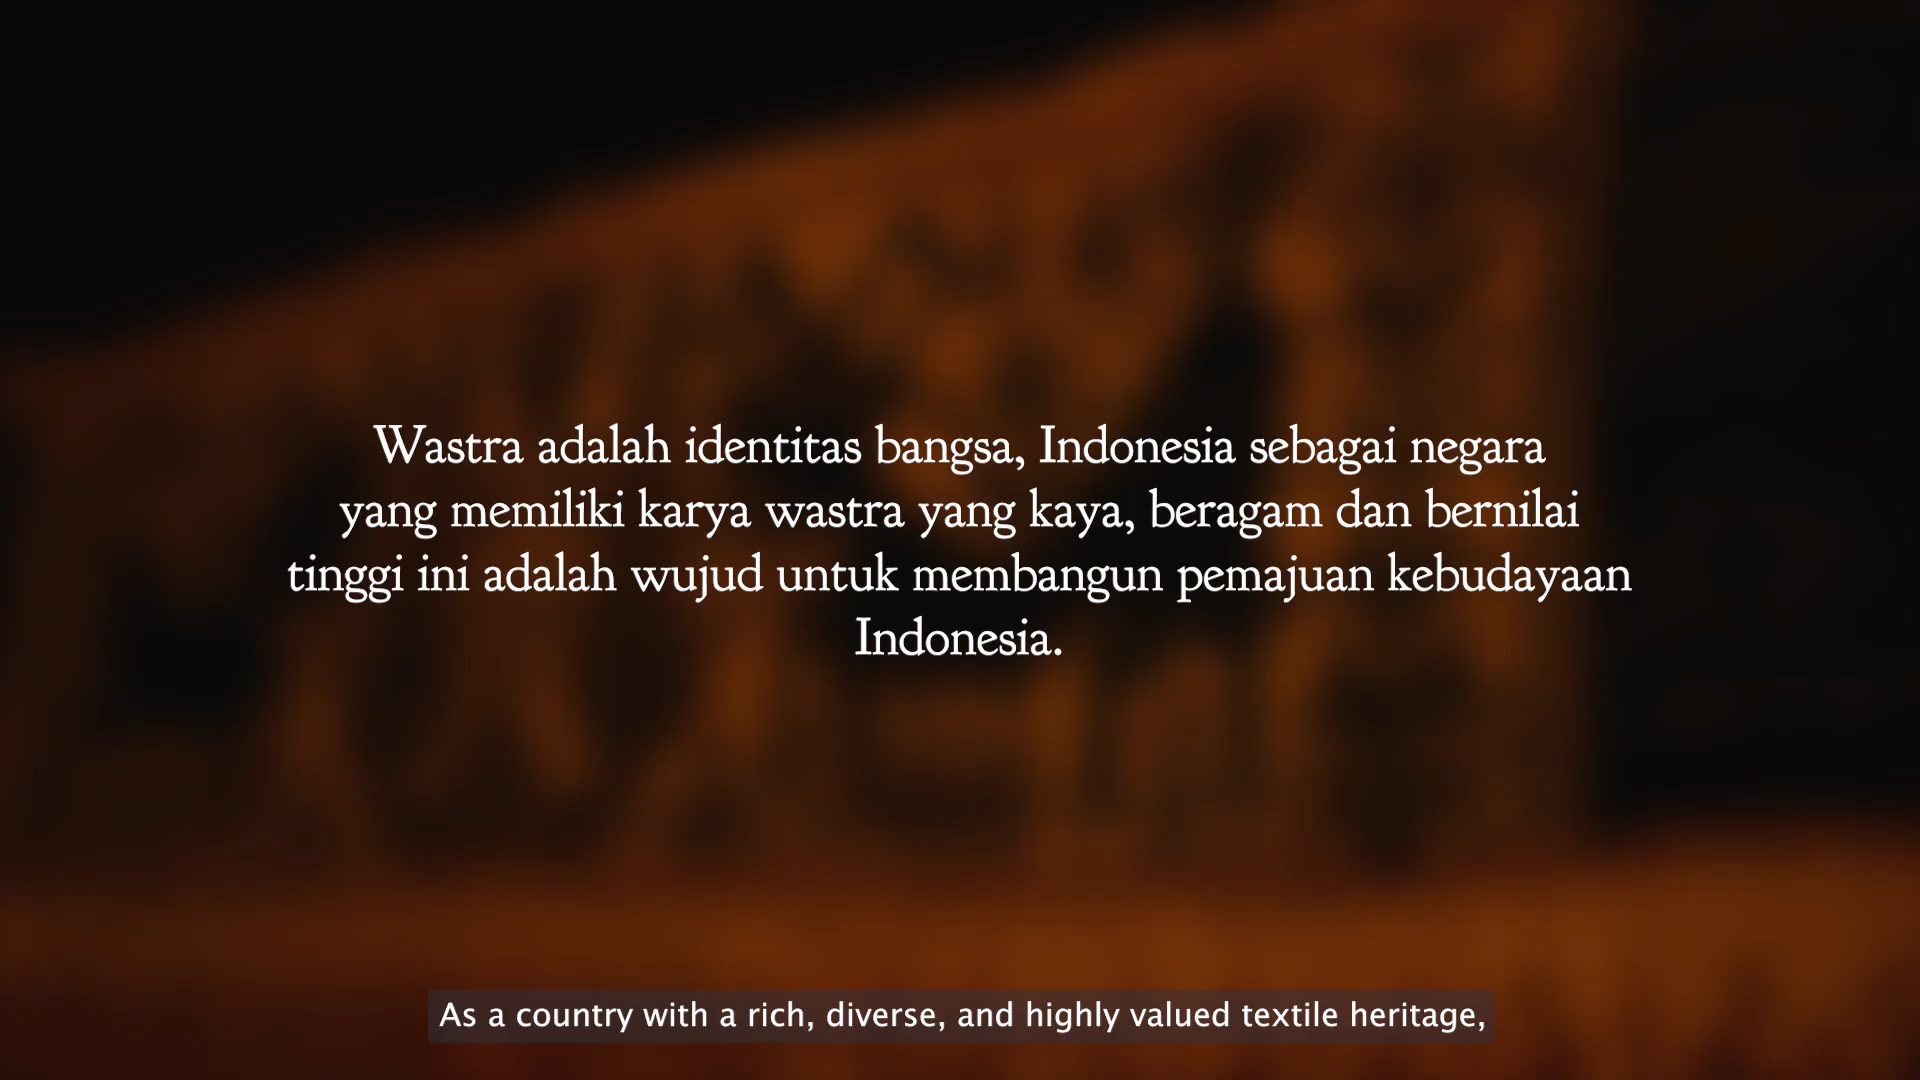 Wastra adalah identitas bangsa, Indonesia sebagai negara
yang memiliki karya wastra yang kaya, beragam dan bernilai
tinggi ini adalah wujud untuk membangun pemajuan kebudayaan
Indonesia.
As a country with a rich, diverse, and highly valued textile heritage,